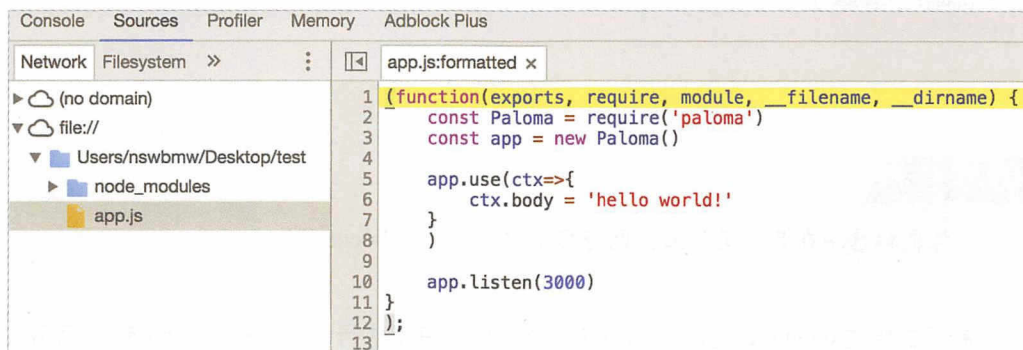 Console Sources Profiler Memory Adblock Plus
Network Filesystem »
app.js:formatted ×
(no domain)
file://
Users/nswbmw/Desktop/test
node_modules
app.js
1 (function(exports, require, module, __filename, __dirname) {
2 const Paloma = require('paloma')
3 const app = new Paloma()
4
5 app.use(ctx=>{
6 ctx.body = 'hello world!'
7 }
8 )
9
10 app.listen(3000)
11 }
12 );
13